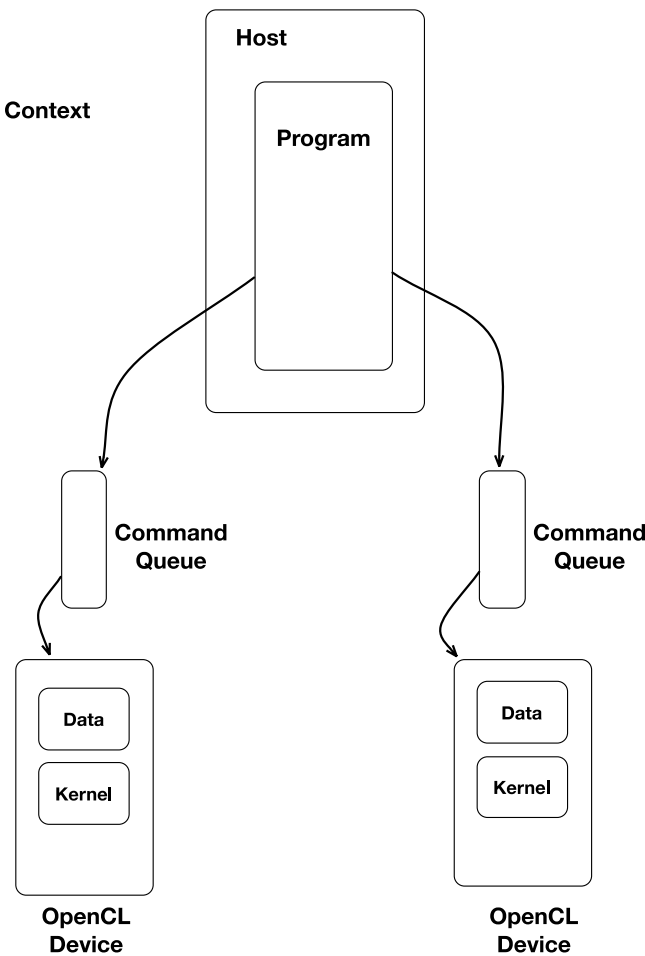 Host
Context
Program
Command
Queue
Command
Queue
Data
Kernel
Data
Kernel
OpenCL
Device
OpenCL
Device